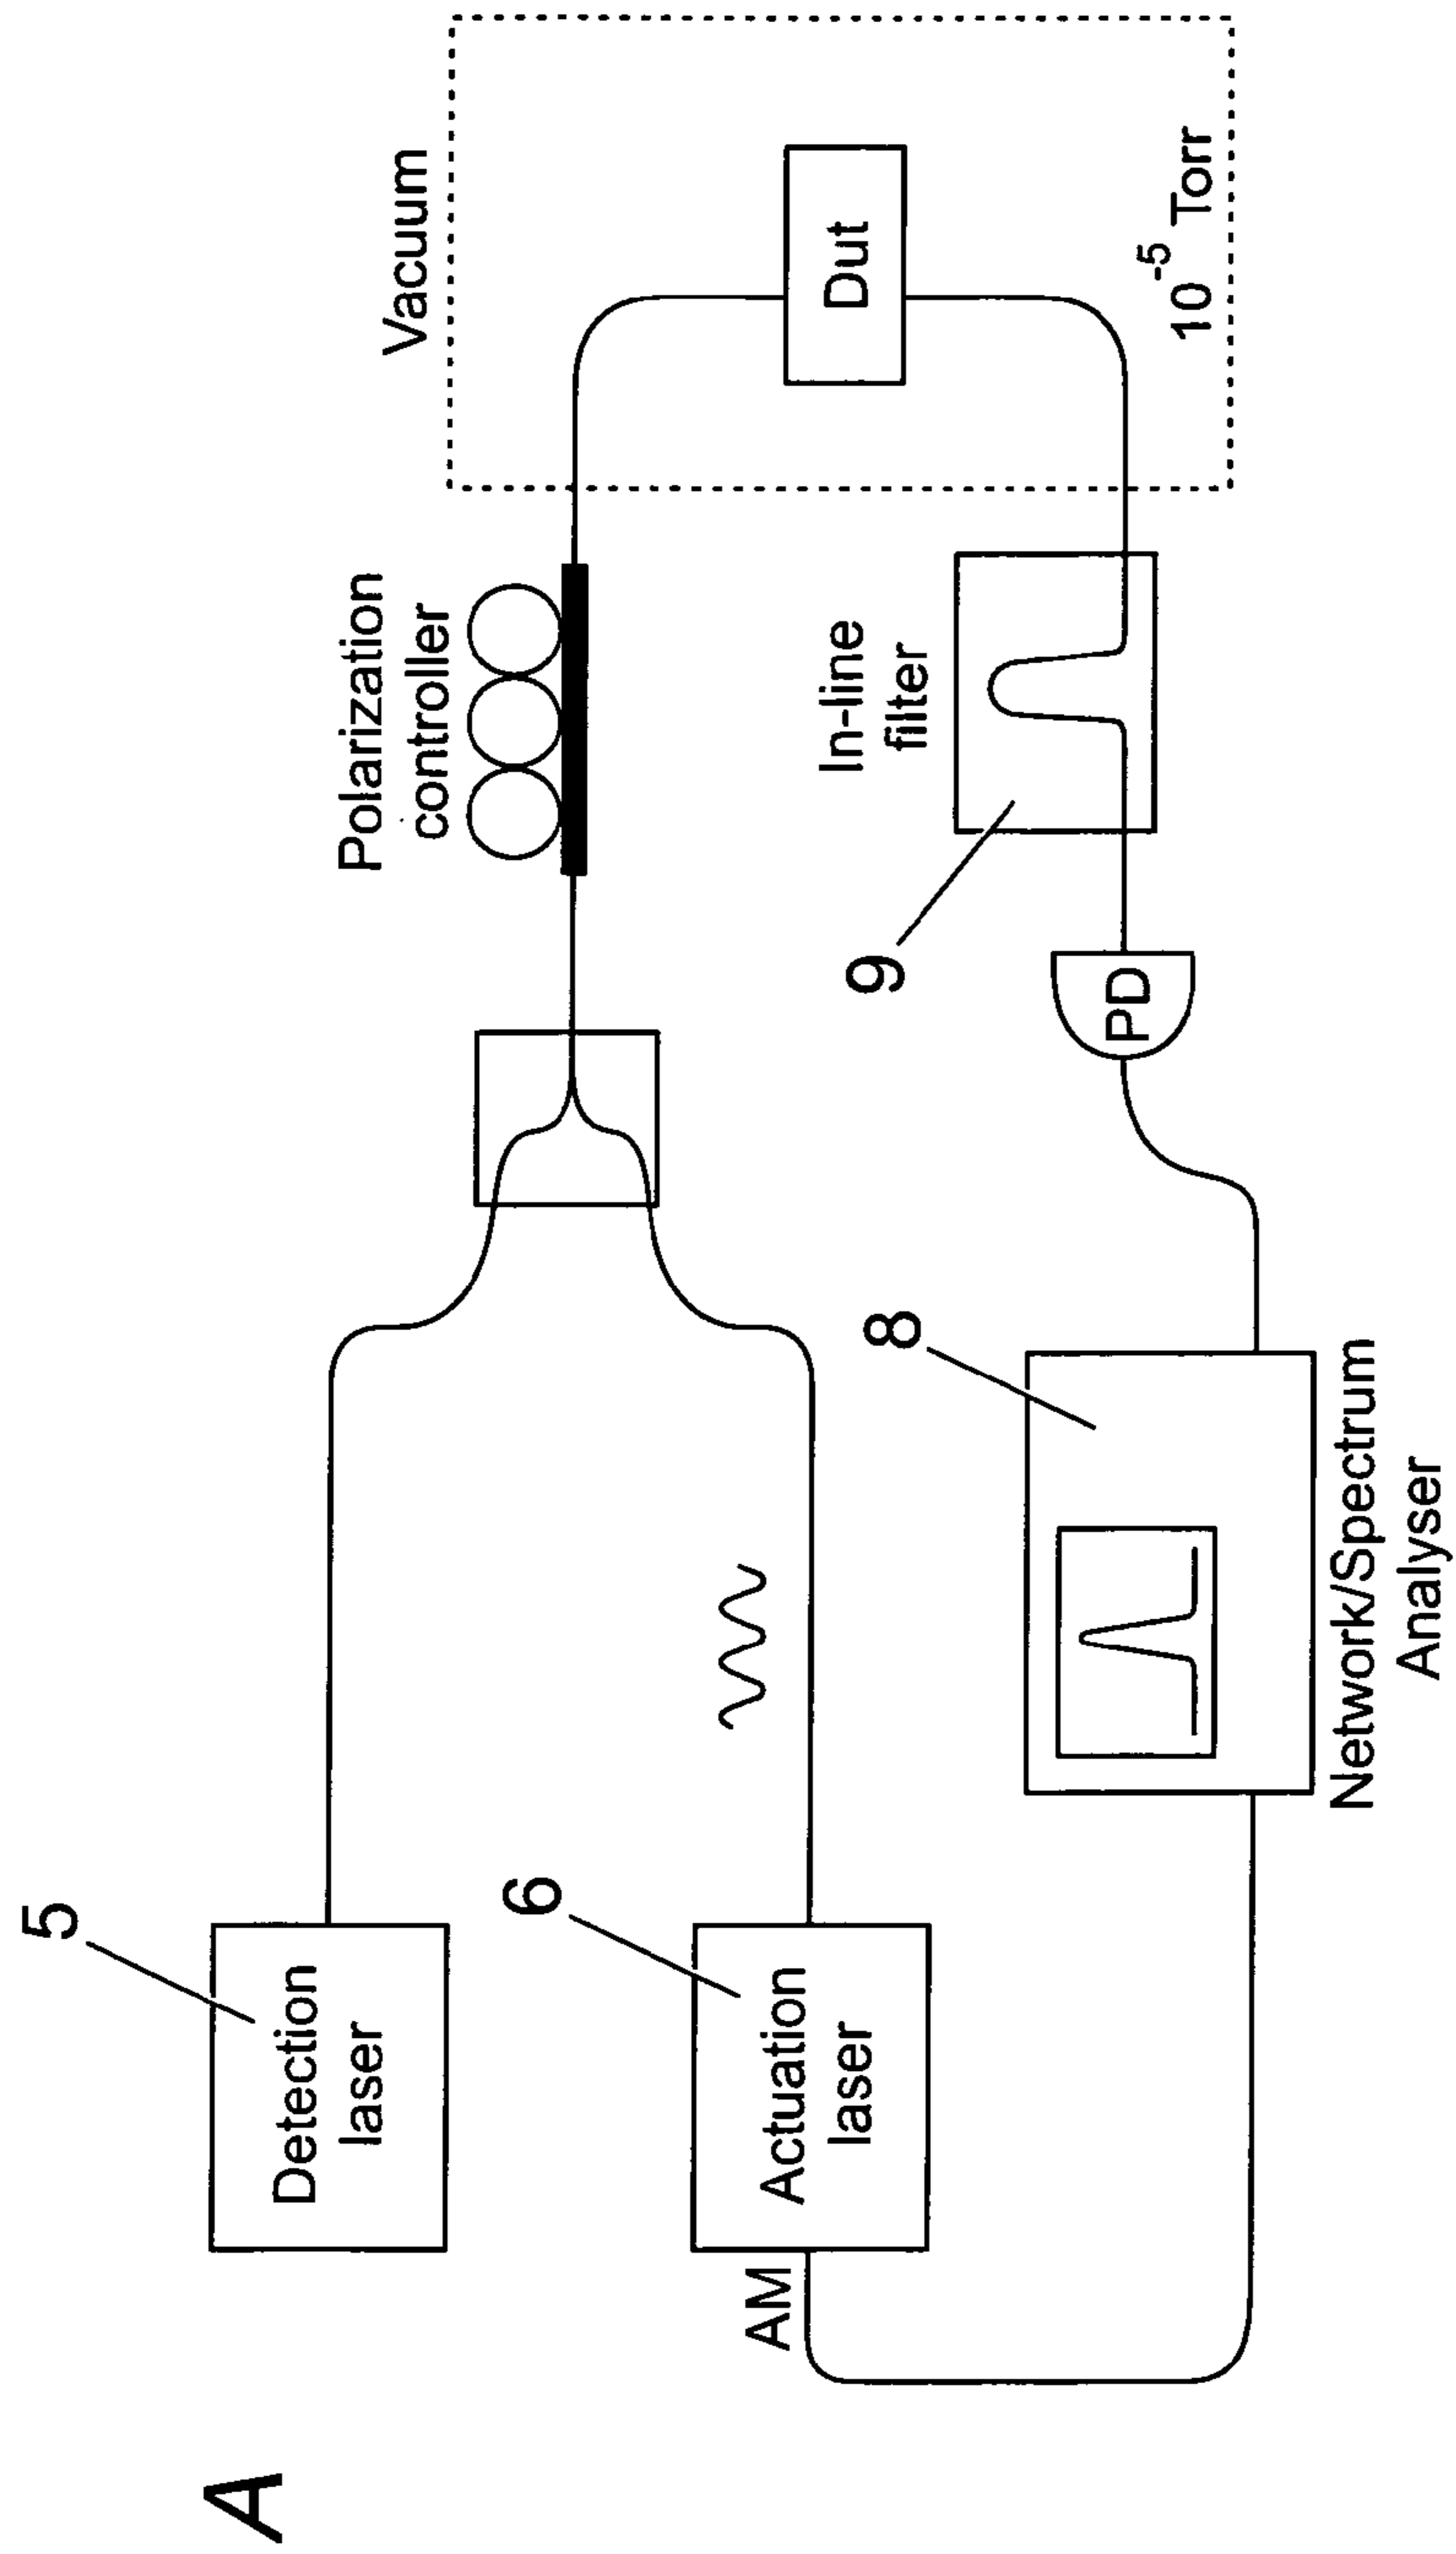 A
5
Detection
laser
6
Actuation
laser
AM
Polarization
controller
Vacuum
Dut
10⁻⁵ Torr
In-line
filter
9
PD
8
Network/Spectrum
Analyser